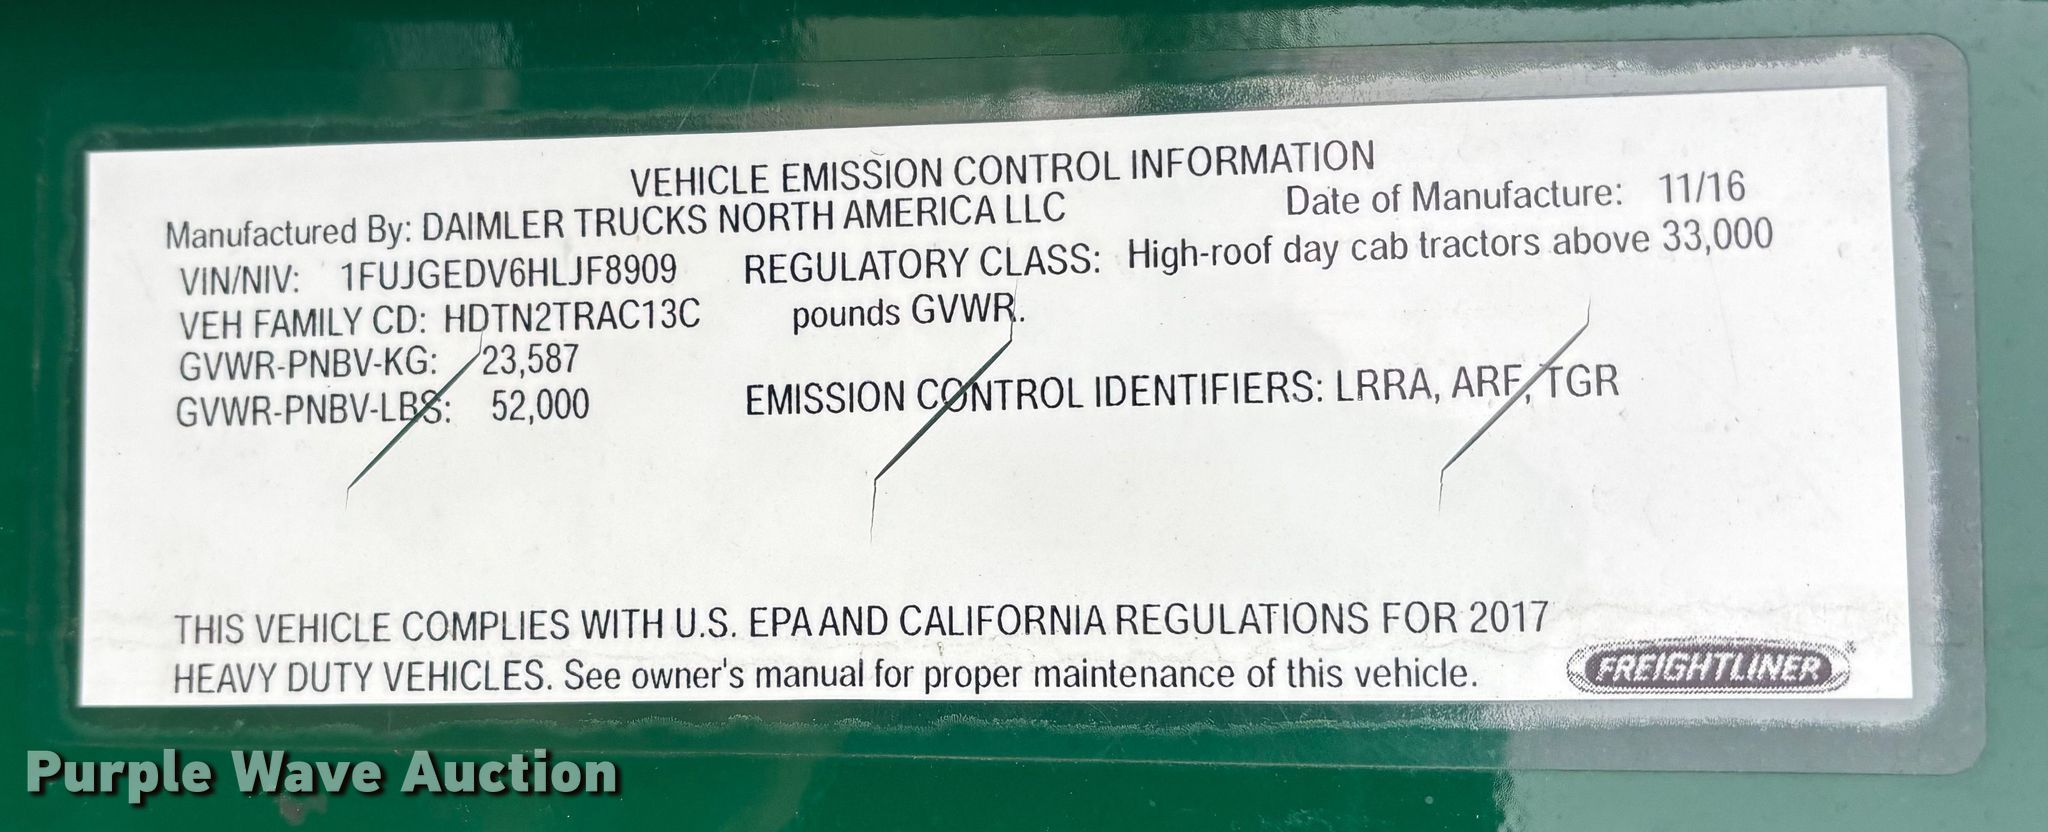 VEHICLE EMISSION CONTROL INFORMATION
Manufactured By: DAIMLER TRUCKS NORTH AMERICA LLC Date of Manufacture: 11/16
VIN/NIV: 1FUJGEDV6HLJF8909 REGULATORY CLASS: High-roof day cab tractors above 33,000
VEH FAMILY CD: HDTN2TRAC13C pounds GVWR.
GVWR-PNBV-KG: 23,587
GVWR-PNBV-LBS: 52,000 EMISSION CONTROL IDENTIFIERS: LRRA, ARF, TGR
THIS VEHICLE COMPLIES WITH U.S. EPA AND CALIFORNIA REGULATIONS FOR 2017
HEAVY DUTY VEHICLES. See owner's manual for proper maintenance of this vehicle.
FREIGHTLINER
Purple Wave Auction